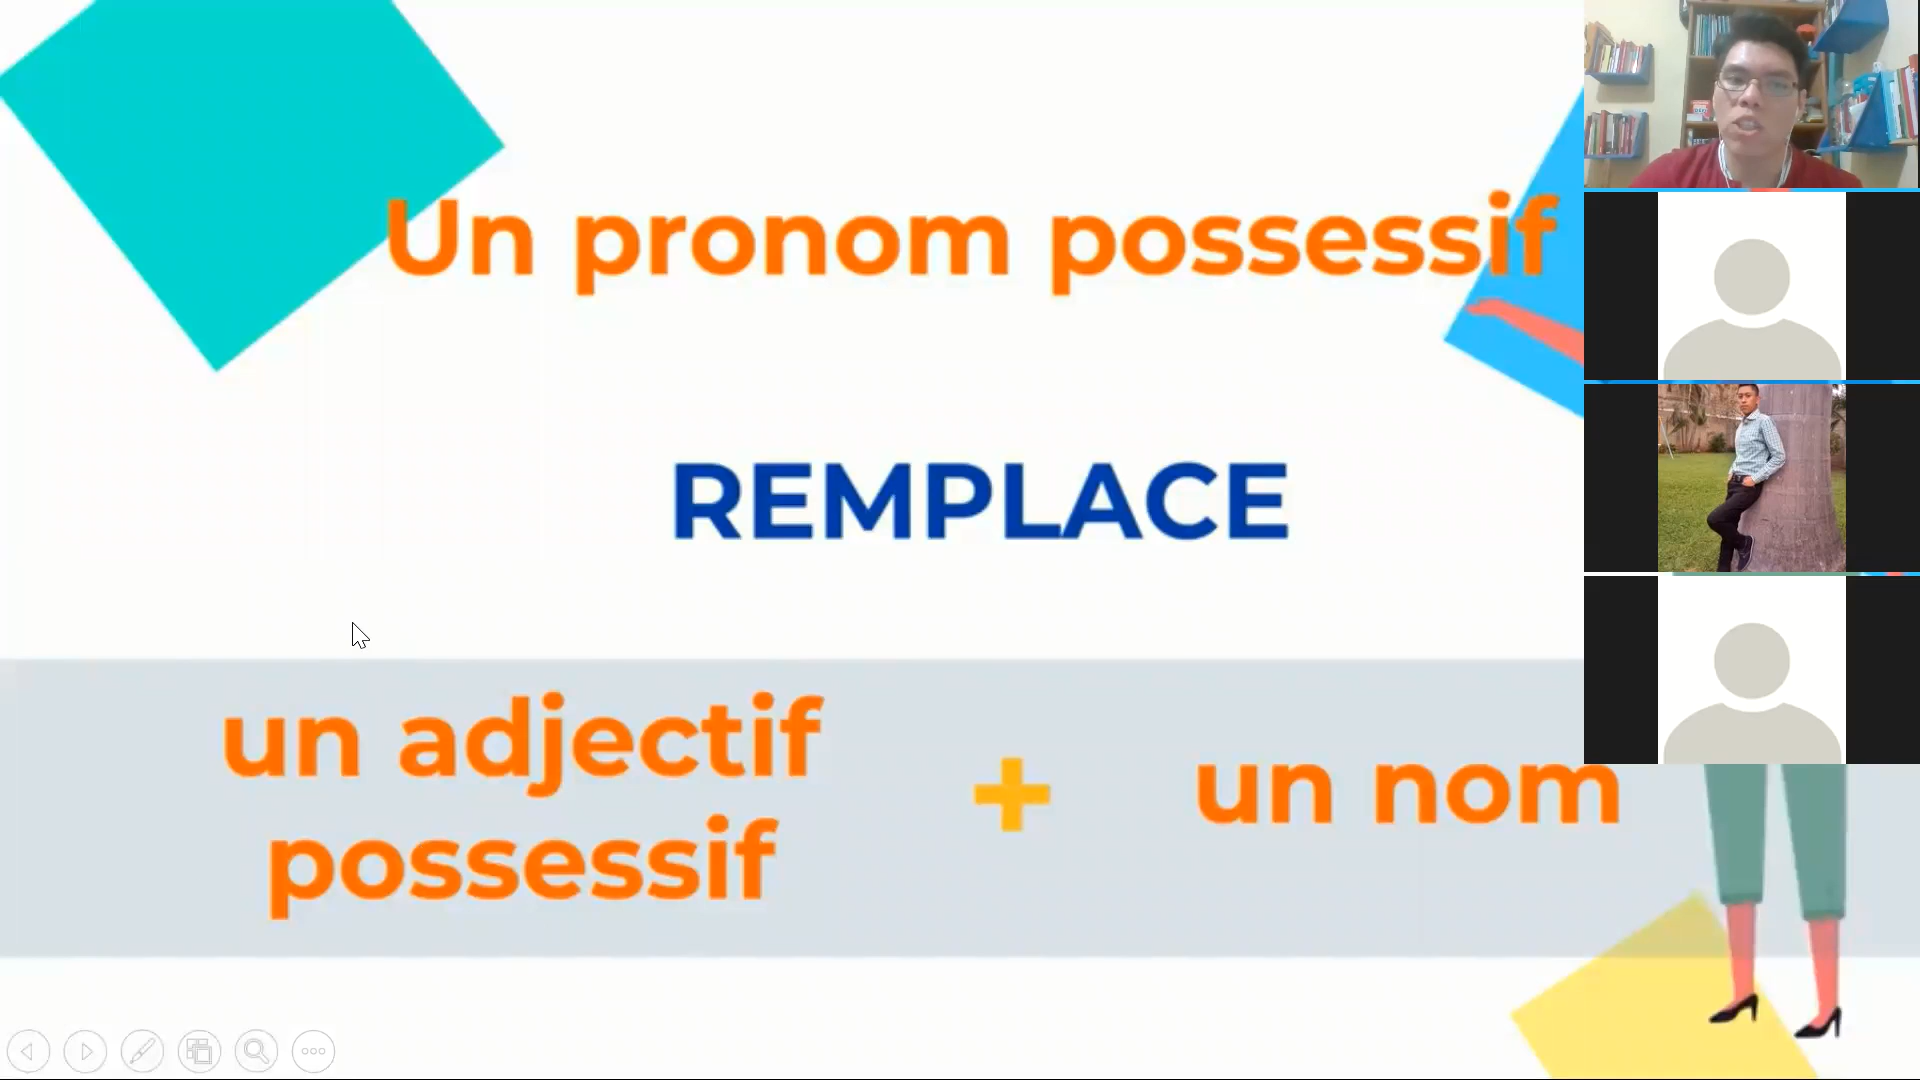 Un pronom possessif
REMPLACE
un adjectif
possessif
+
un nom